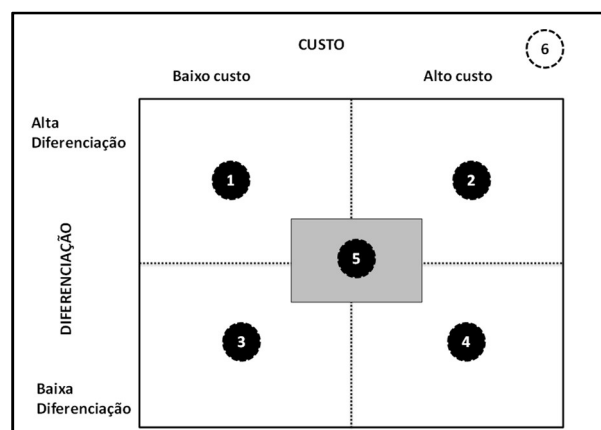 CUSTO
6
Baixo custo
Alto custo
Alta
Diferenciação
1
2
DIFERENCIAÇÃO
5
3
4
Baixa
Diferenciação